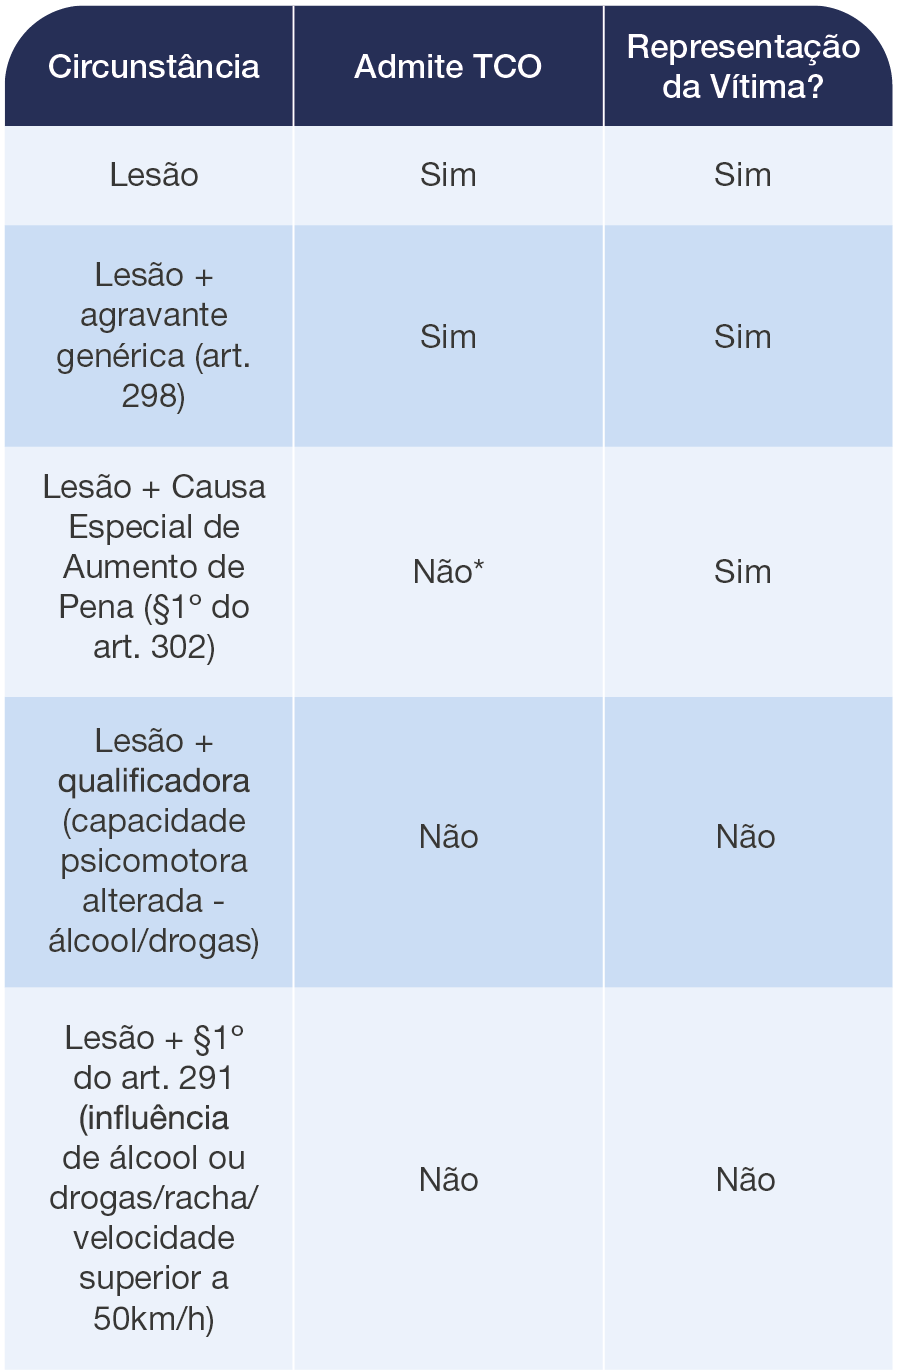 Circunstância
Admite TCO
Representação
da Vítima?
Lesão
Sim
Sim
Lesão +
agravante
genérica (art.
298)
Sim
Sim
Lesão + Causa
Especial de
Aumento de
Pena (§1º do
art. 302)
Não*
Sim
Lesão +
qualificadora
(capacidade
psicomotora
alterada -
álcool/drogas)
Não
Não
Lesão + §1º
do art. 291
(influência
de álcool ou
drogas/racha/
velocidade
superior a
50km/h)
Não
Não